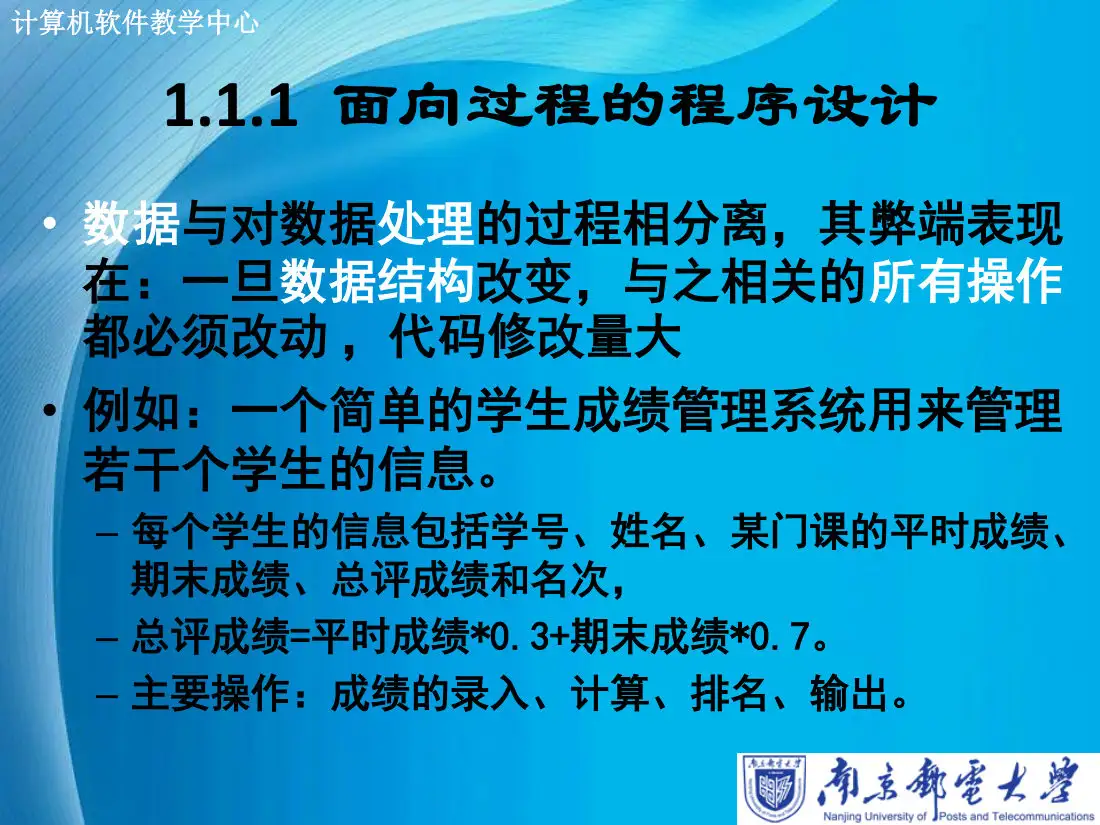 计算机软件教学中心
1.1.1 面向过程的程序设计
• 数据与对数据处理的过程相分离，其弊端表现
在：一旦数据结构改变，与之相关的所有操作
都必须改动，代码修改量大
• 例如：一个简单的学生成绩管理系统用来管理
若干个学生的信息。
– 每个学生的信息包括学号、姓名、某门课的平时成绩、
期末成绩、总评成绩和名次，
– 总评成绩=平时成绩*0.3+期末成绩*0.7。
– 主要操作：成绩的录入、计算、排名、输出。
南京邮电大学
南京郵電大學
Nanjing University of Posts and Telecommunications